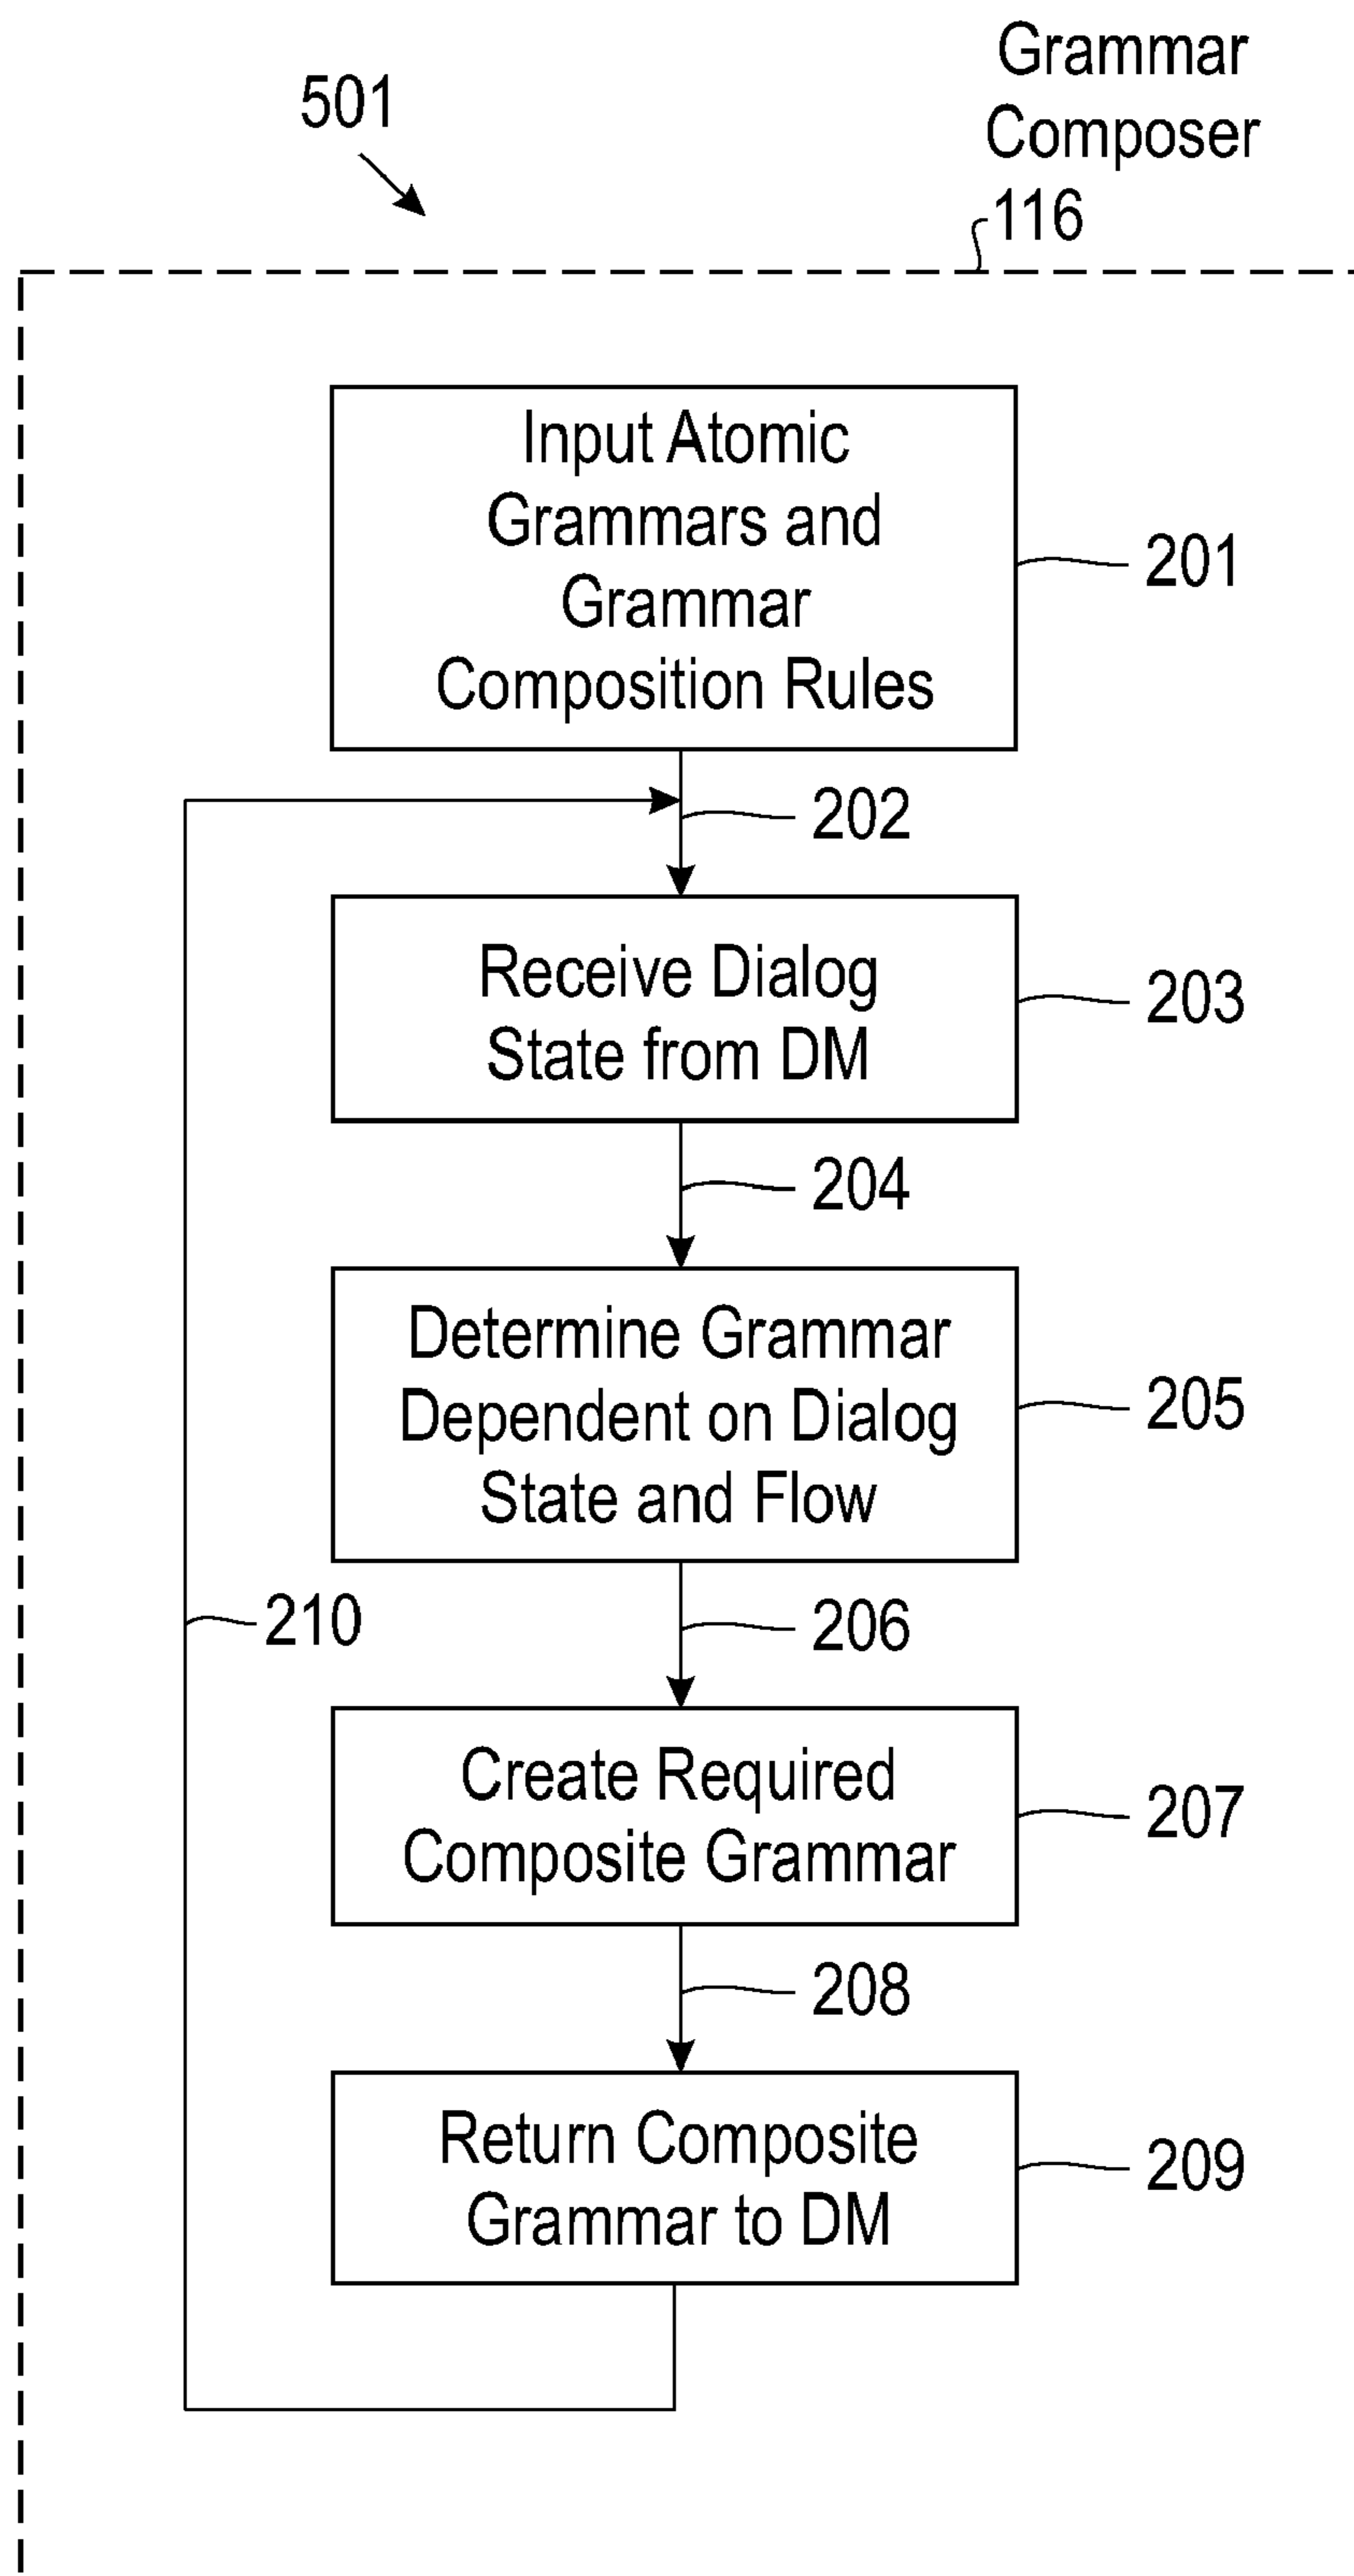 Grammar
Composer
116
501
Input Atomic
Grammars and
Grammar
Composition Rules
201
202
Receive Dialog
State from DM
203
204
Determine Grammar
Dependent on Dialog
State and Flow
205
210
206
Create Required
Composite Grammar
207
208
Return Composite
Grammar to DM
209